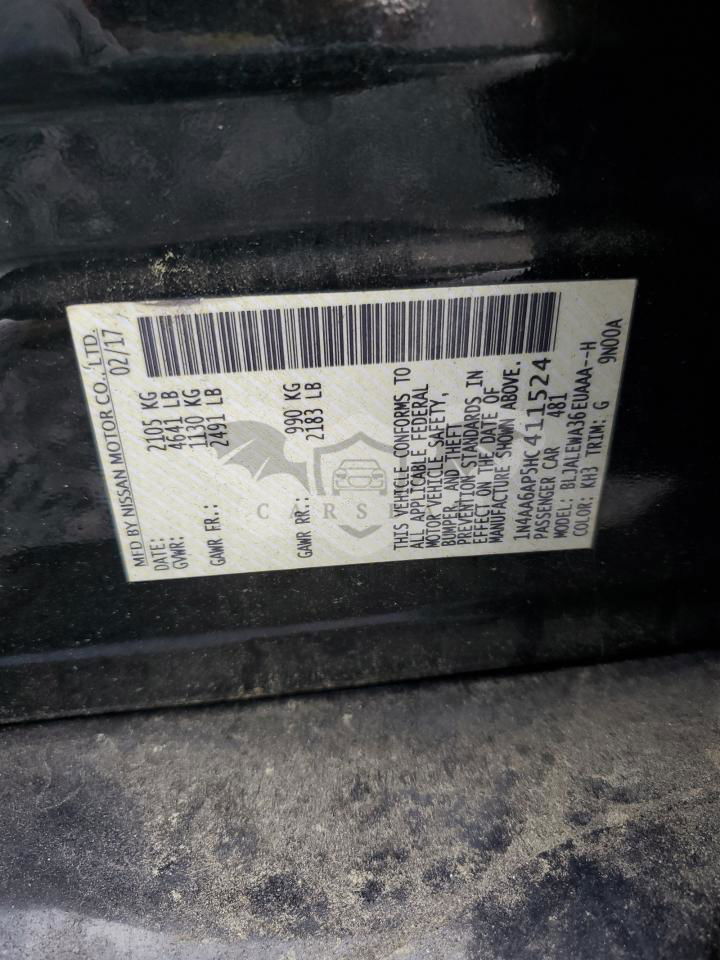 MFD BY NISSAN MOTOR CO., LTD.
DATE: 02/17
GVWR: 2105 KG
4641 LB
GAWR FR.: 1130 KG
2491 LB
GAWR RR.: 990 KG
2183 LB
THIS VEHICLE CONFORMS TO
ALL APPLICABLE FEDERAL
MOTOR VEHICLE SAFETY,
BUMPER, AND THEFT
PREVENTION STANDARDS IN
EFFECT ON THE DATE OF
MANUFACTURE SHOWN ABOVE.
1N4AA6AP5HC411524
PASSENGER CAR 481
MODEL: BLJALEWA36EUAAA--H
COLOR: KH3 TRIM: G 9N00A